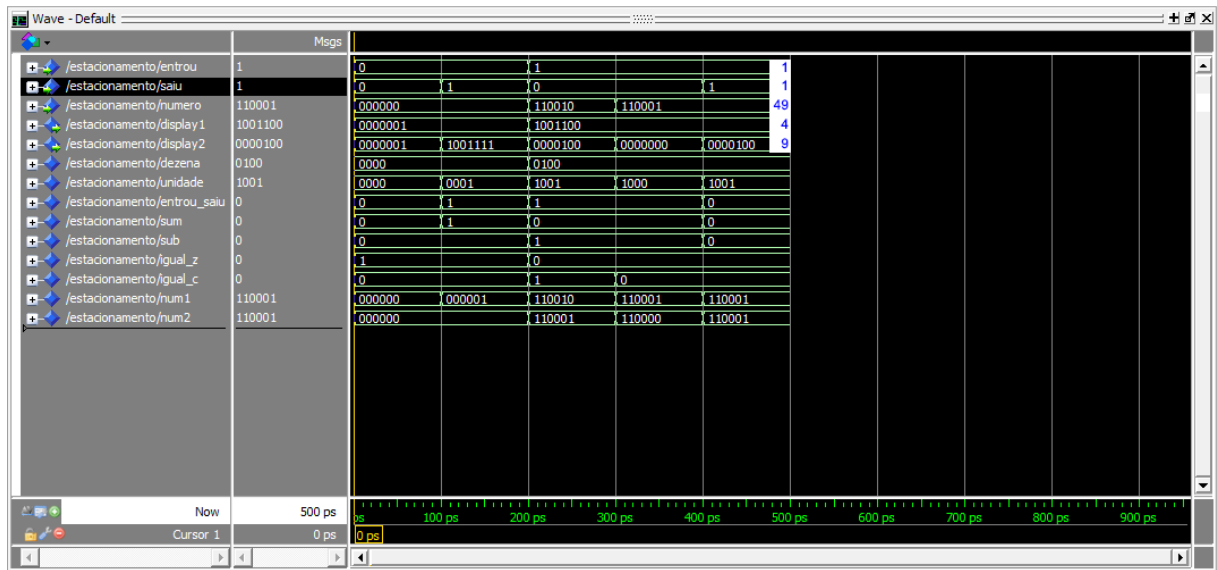 Wave - Default
Msgs
/estacionamento/entrou 1 0 1 1
/estacionamento/saiu 1 0 1 0 1 1
/estacionamento/numero 110001 000000 110010 110001 49
/estacionamento/display1 1001100 0000001 1001100 4
/estacionamento/display2 0000100 0000001 1001111 0000100 0000000 0000100 9
/estacionamento/dezena 0100 0000 0100
/estacionamento/unidade 1001 0000 0001 1001 1000 1001
/estacionamento/entrou_saiu 0 0 1 1 0
/estacionamento/sum 0 0 1 0 0
/estacionamento/sub 0 0 1 0
/estacionamento/igual_z 0 1 0
/estacionamento/igual_c 0 0 1 0
/estacionamento/num1 110001 000000 000001 110010 110001 110001
/estacionamento/num2 110001 000000 110001 110000 110001
Now 500 ps ps 100 ps 200 ps 300 ps 400 ps 500 ps 600 ps 700 ps 800 ps 900 ps
Cursor 1 0 ps 0 ps